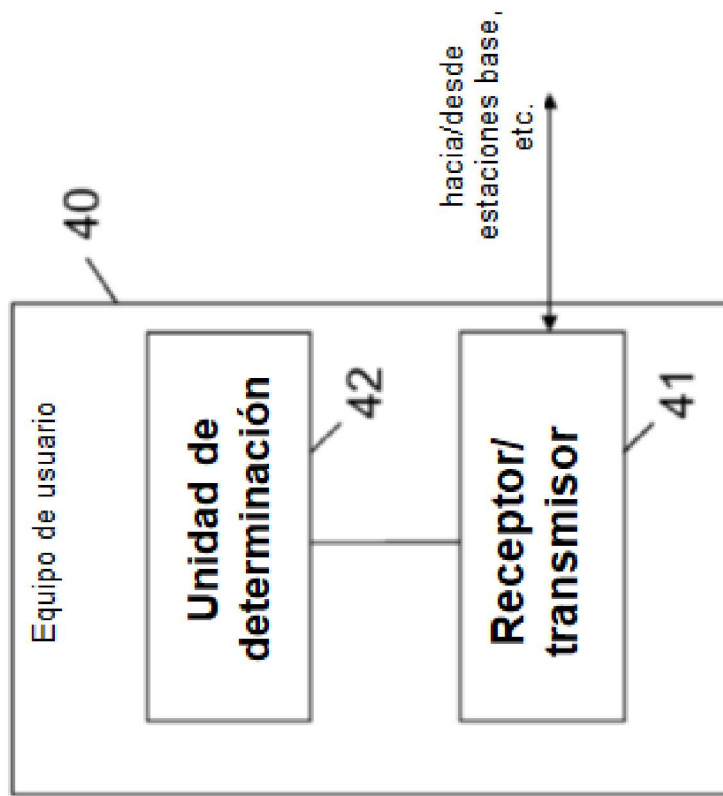 Equipo de usuario
40
Unidad de
determinación
42
Receptor/
transmisor
41
hacia/desde
estaciones base,
etc.